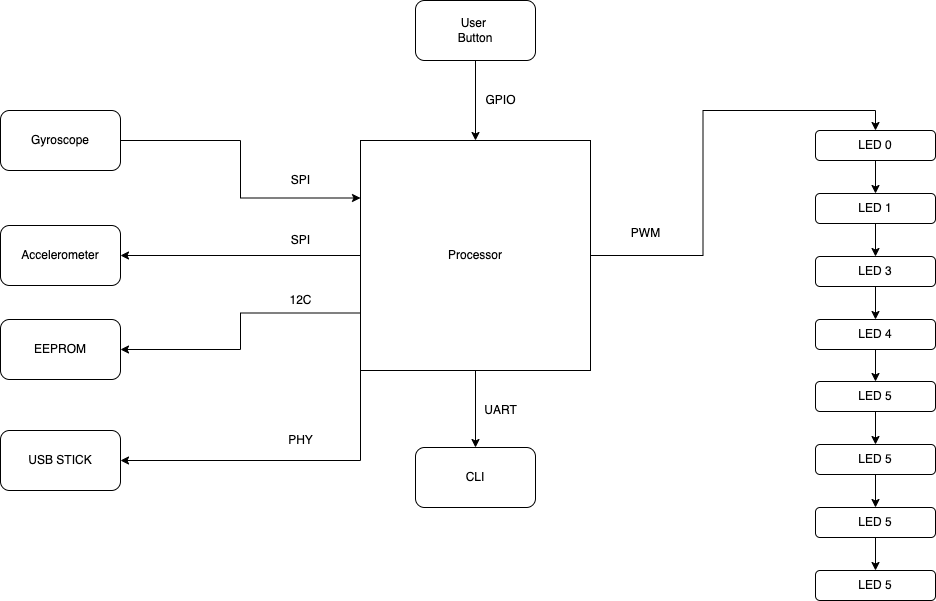 User
Button
GPIO
Gyroscope
SPI
Accelerometer
SPI
12C
EEPROM
PHY
USB STICK
Processor
UART
CLI
PWM
LED 0
LED 1
LED 3
LED 4
LED 5
LED 5
LED 5
LED 5